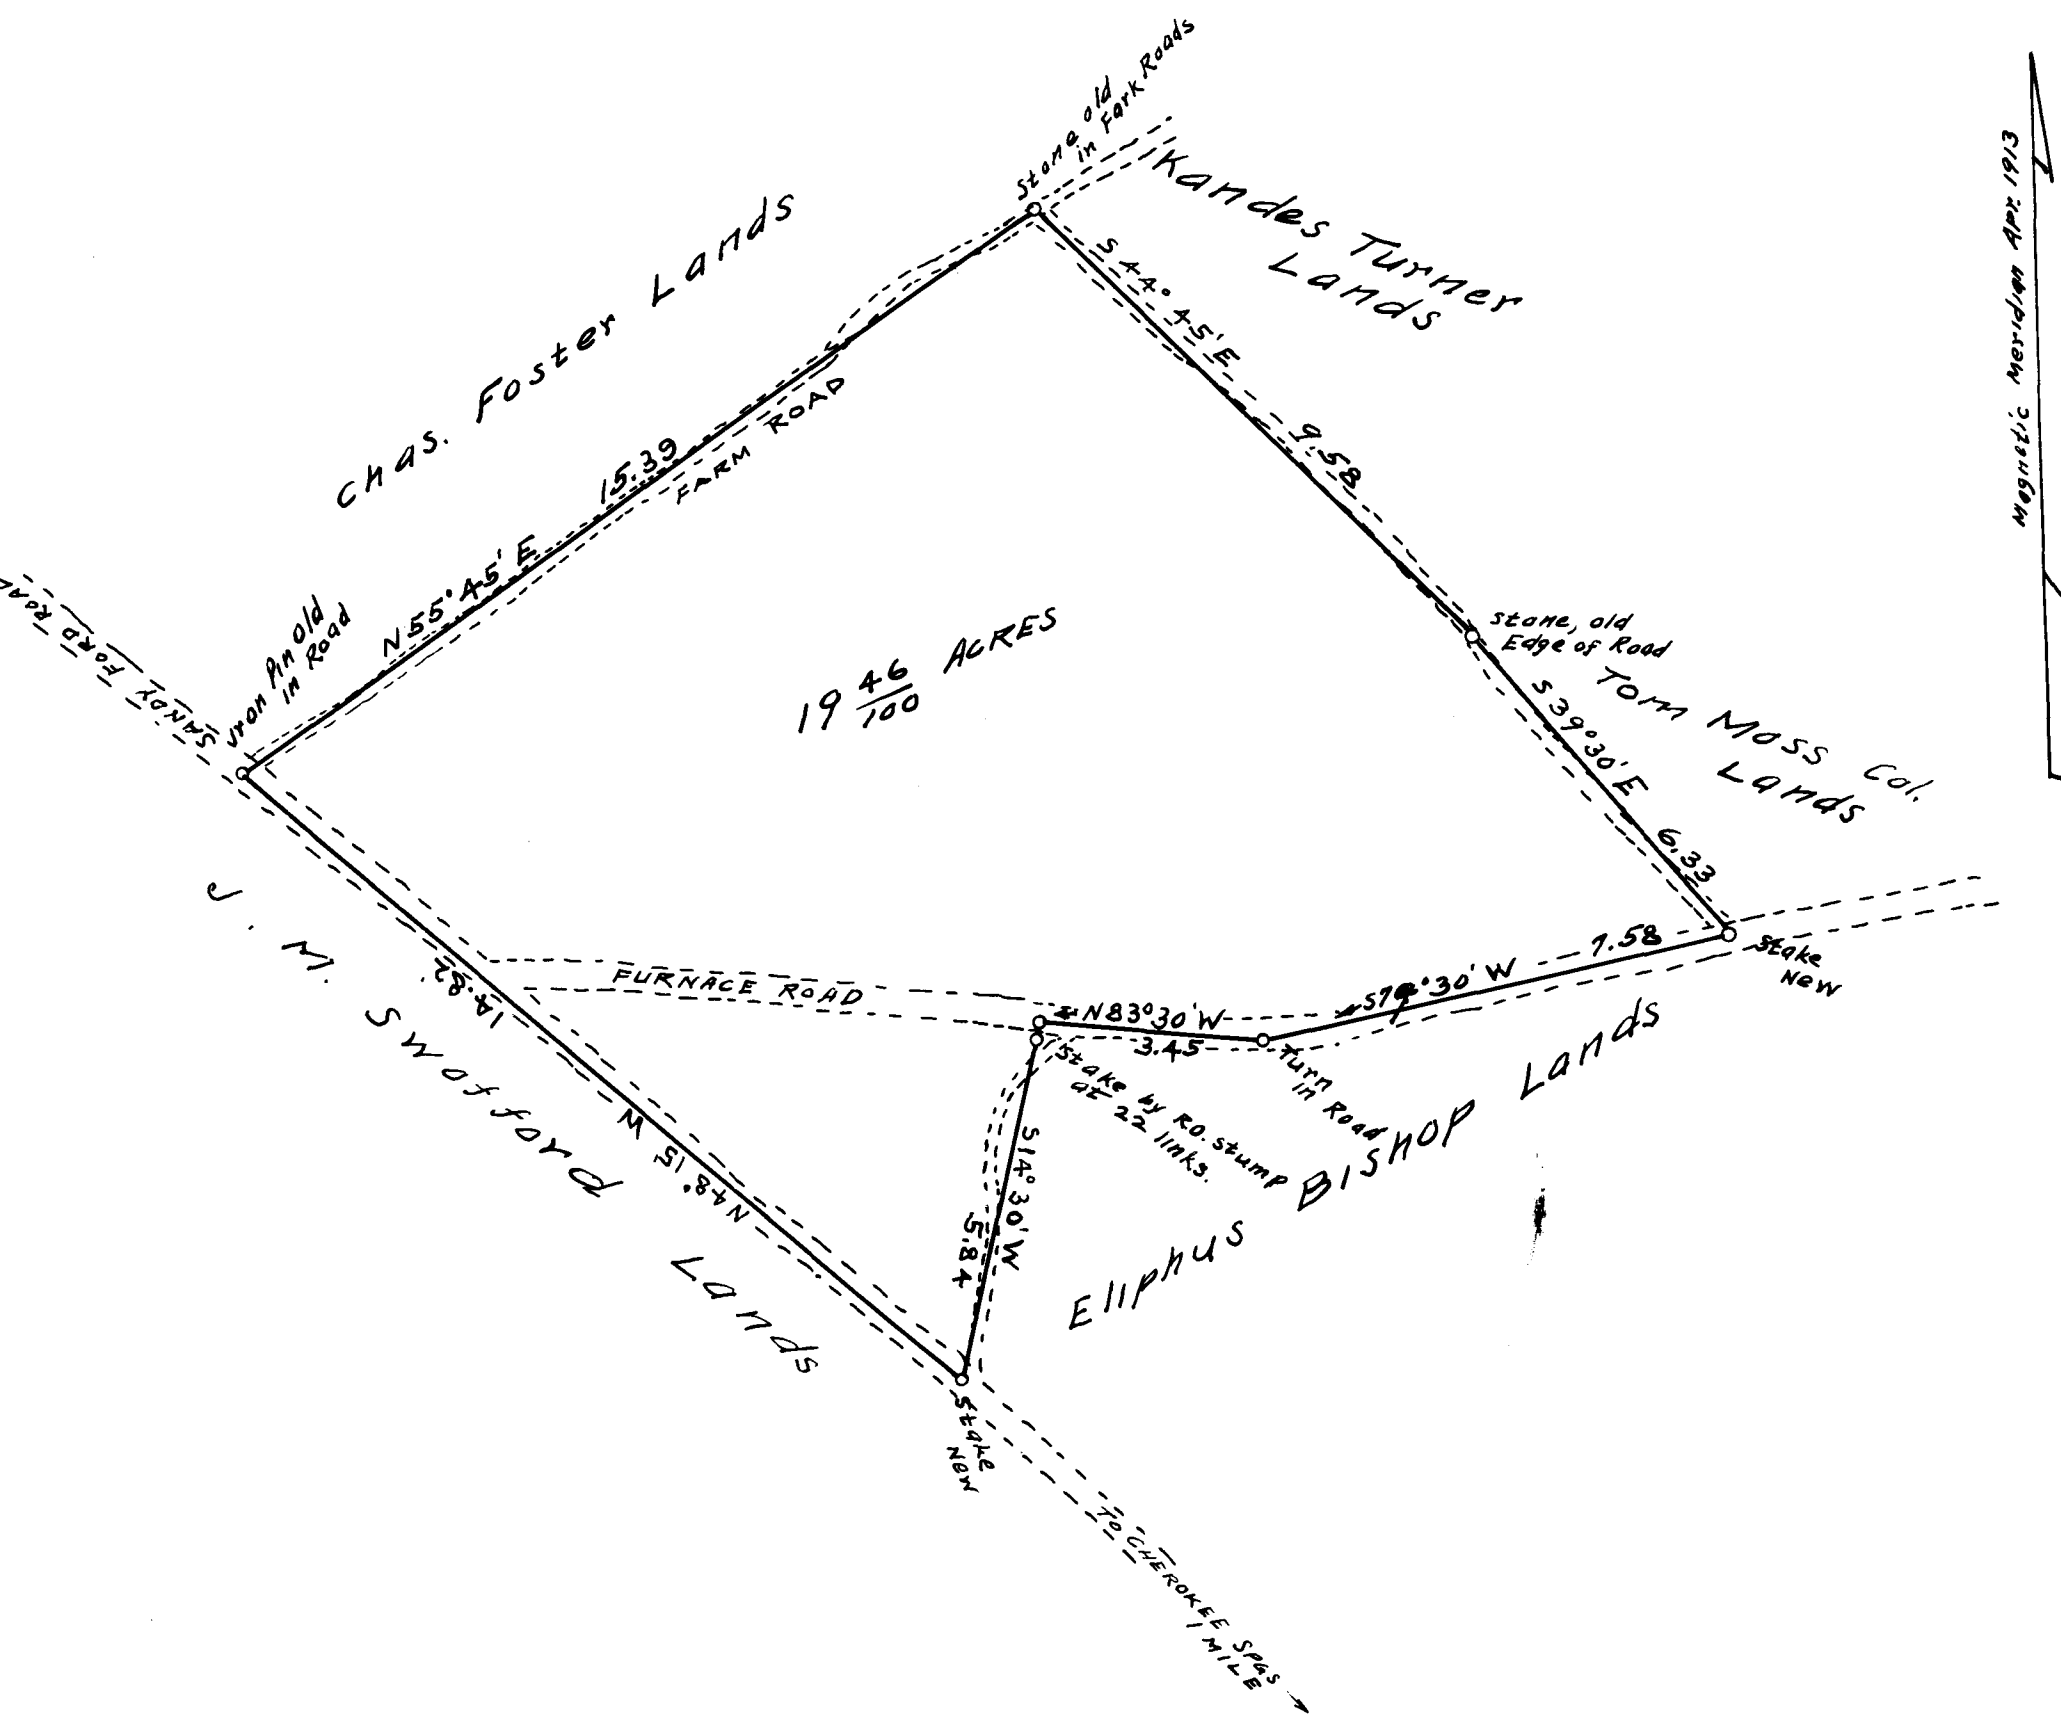 Stone old
in Fork Roads
Kandes Turner
Lands
Magnetic Meridian Apr. 1913
Chas. Foster Lands
S 44° 45' E
9.58
15.39
FARM ROAD
N 55° 45' E
Iron Pin old
in Road
SANDY FORD ROAD
19 46/100 ACRES
Stone, old
Edge of Road
S 39° 30' E
6.33
Tom Moss Col.
Lands
7.58
Stake
New
FURNACE ROAD
N 83° 30' W
3.45
Turn
in Road
Stake by R.O. stump
at 22 links.
J. W. Swofford Lands
14.82
N 48° 15' W
S 14° 30' W
5.84
Eliphus Bishop Lands
Stake
New
TO CHEROKEE SPGS
1 MILE